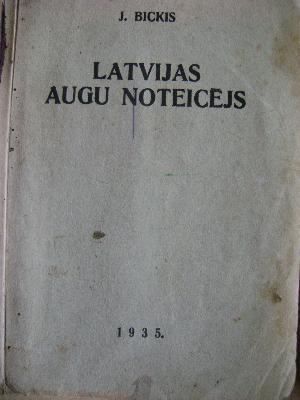 J. BICKIS
LATVIJAS
AUGU NOTEICĒJS
1935.